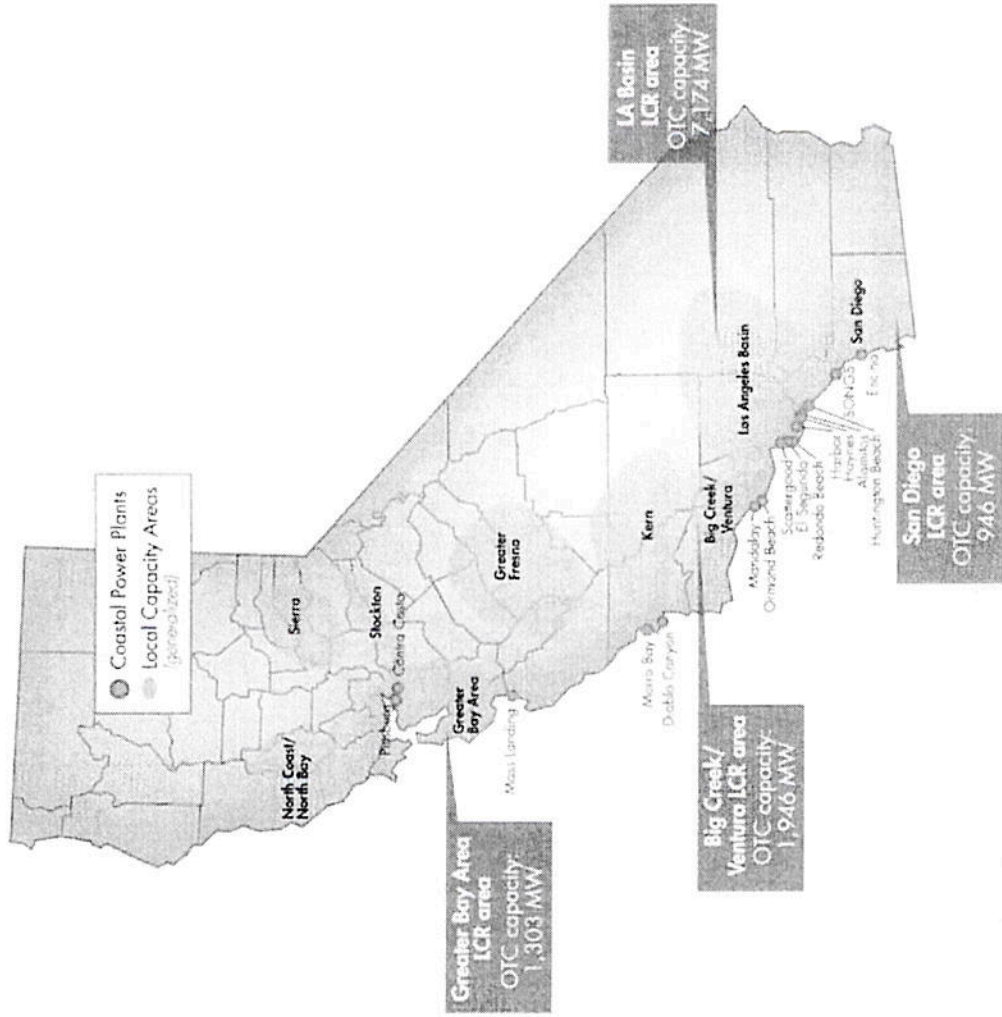 Coastal Power Plants
Local Capacity Areas
(generalized)
North Coast/
North Bay
Sierra
Stockton
Pittsburg
Contra Costa
Greater
Bay Area
Greater Bay Area
LCR area
OTC capacity:
1,303 MW
Moss Landing
Greater
Fresno
Morro Bay
Diablo Canyon
Kern
Big Creek/
Ventura
Big Creek/
Ventura LCR area
OTC capacity:
1,946 MW
Mandalay
Ormond Beach
Los Angeles Basin
LA Basin
LCR area
OTC capacity:
7,174 MW
Scattergood
El Segundo
Redondo Beach
Harbor
Haynes
Alamitos
Huntington Beach
SONGS
Encina
San Diego
San Diego
LCR area
OTC capacity:
946 MW